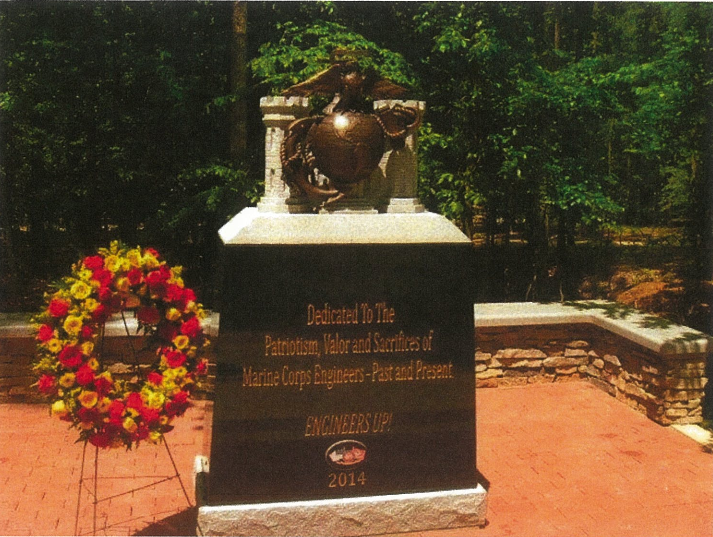 Dedicated To The
Patriotism, Valor and Sacrifices of
Marine Corps Engineers-Past and Present
ENGINEERS UP!
2014